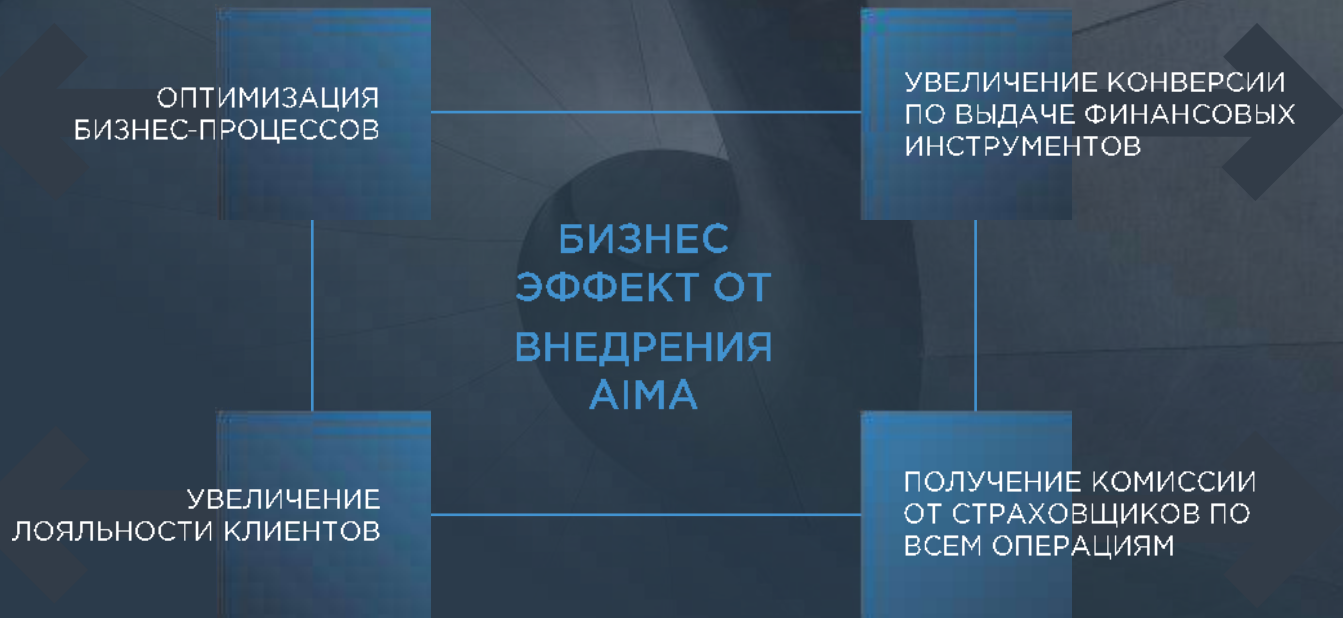 ОПТИМИЗАЦИЯ
БИЗНЕС-ПРОЦЕССОВ
УВЕЛИЧЕНИЕ КОНВЕРСИИ
ПО ВЫДАЧЕ ФИНАНСОВЫХ
ИНСТРУМЕНТОВ
БИЗНЕС
ЭФФЕКТ ОТ
ВНЕДРЕНИЯ
AIMA
УВЕЛИЧЕНИЕ
ЛОЯЛЬНОСТИ КЛИЕНТОВ
ПОЛУЧЕНИЕ КОМИССИИ
ОТ СТРАХОВЩИКОВ ПО
ВСЕМ ОПЕРАЦИЯМ